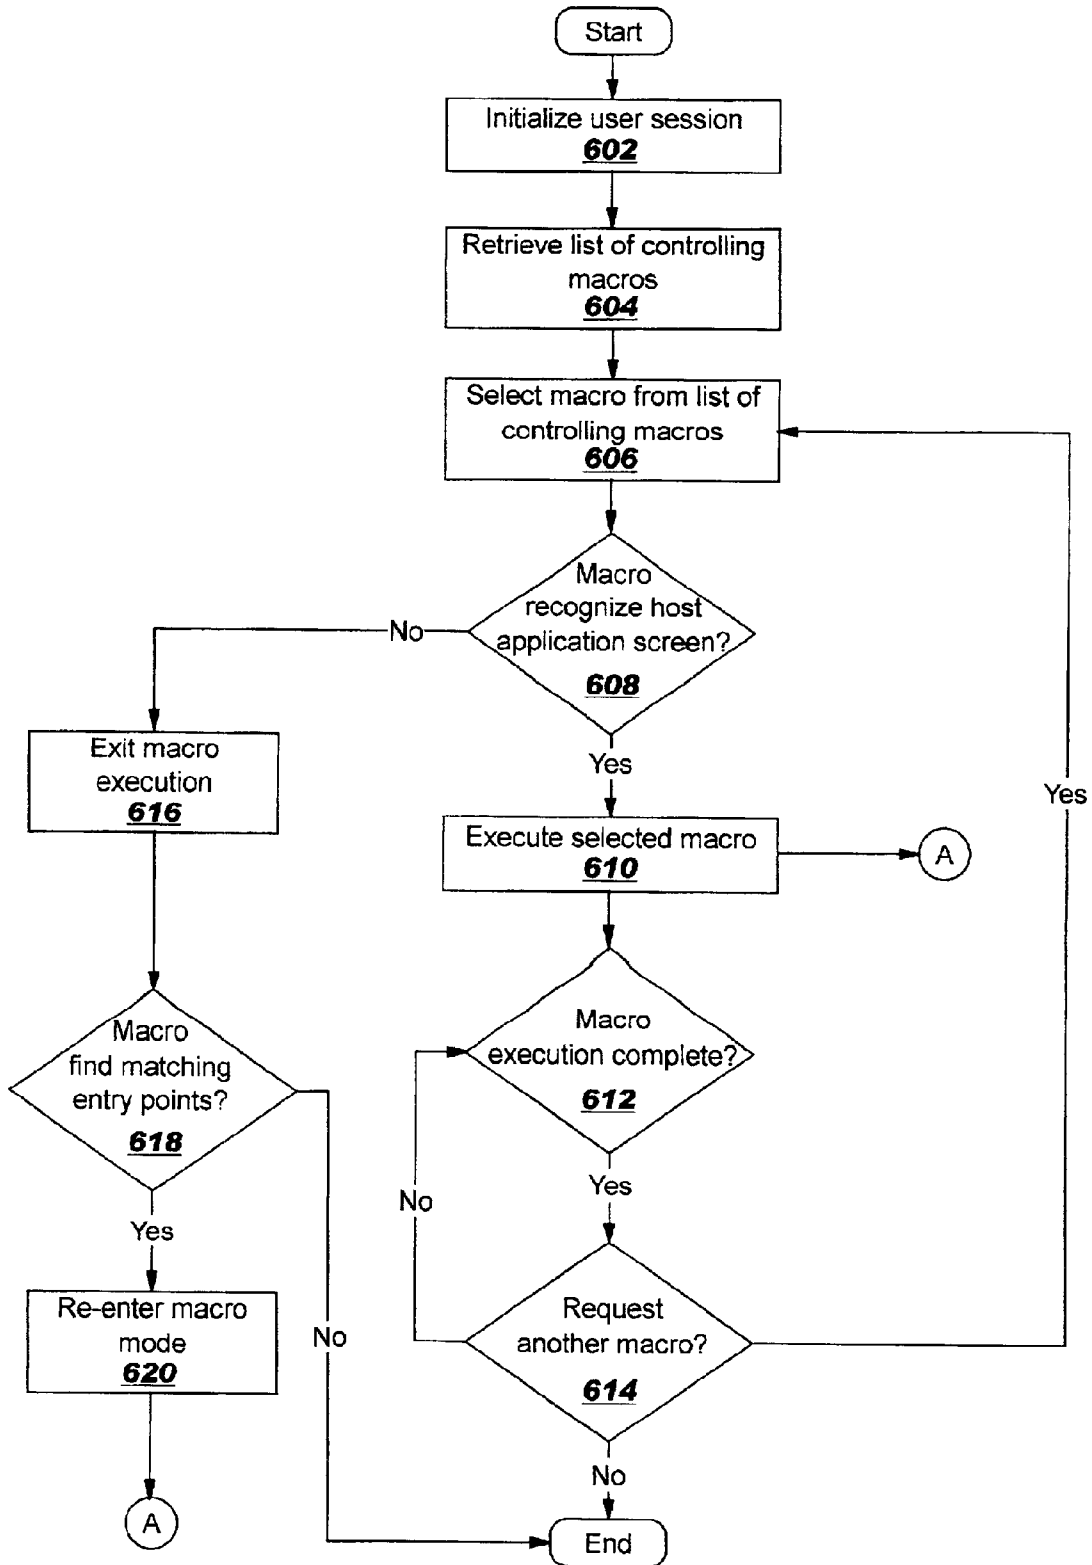 Start
Initialize user session
602
Retrieve list of controlling
macros
604
Select macro from list of
controlling macros
606
Macro
recognize host
application screen?
608
No
Yes
Exit macro
execution
616
Execute selected macro
610
A
Yes
Macro
find matching
entry points?
618
Macro
execution complete?
612
No
Yes
Yes
Re-enter macro
mode
620
No
Request
another macro?
614
No
A
End